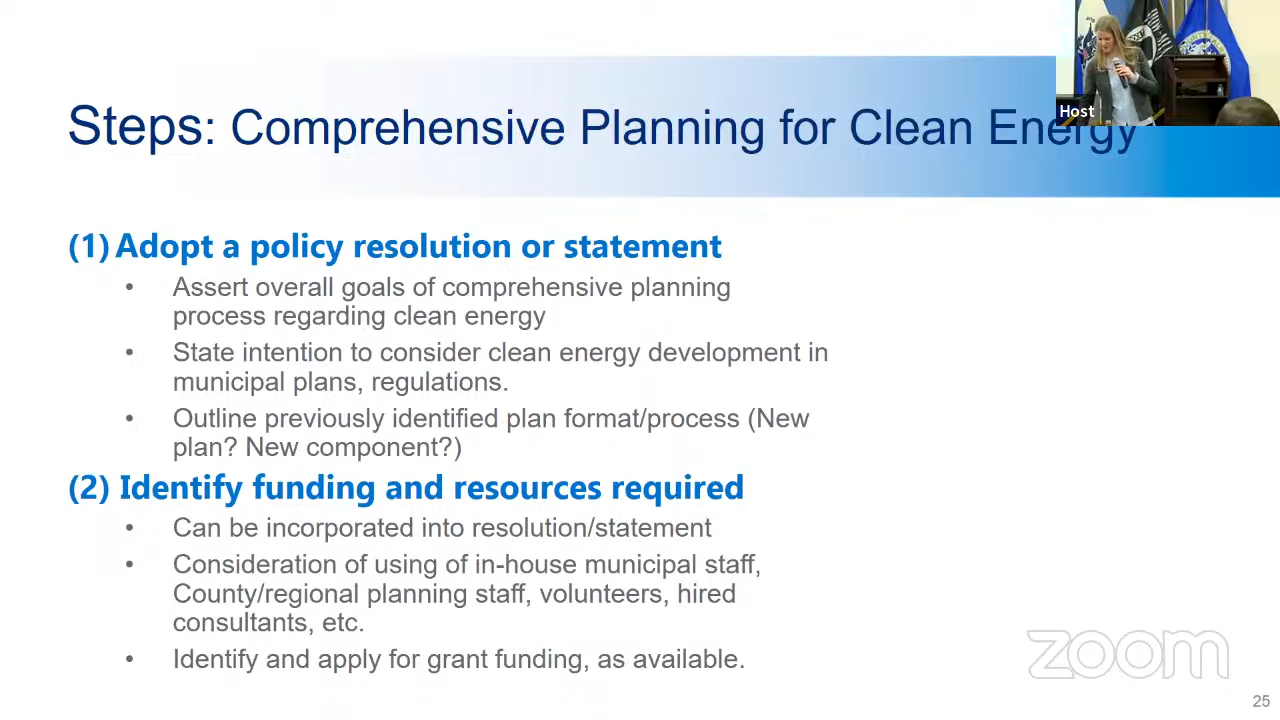 Steps: Comprehensive Planning for Clean Energy
Host
(1) Adopt a policy resolution or statement
• Assert overall goals of comprehensive planning
process regarding clean energy
• State intention to consider clean energy development in
municipal plans, regulations.
• Outline previously identified plan format/process (New
plan? New component?)
(2) Identify funding and resources required
• Can be incorporated into resolution/statement
• Consideration of using of in-house municipal staff,
County/regional planning staff, volunteers, hired
consultants, etc.
• Identify and apply for grant funding, as available.
zoom
25